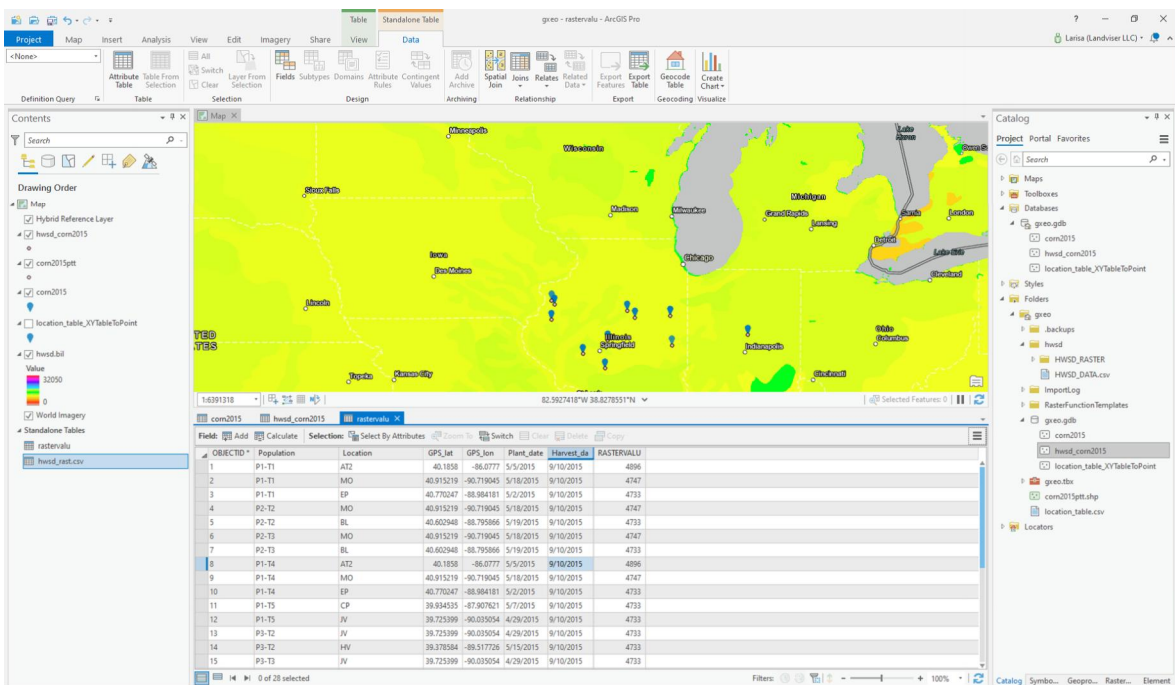 Table Standalone Table
gxeo - rastervalu - ArcGIS Pro
Project Map Insert Analysis View Edit Imagery Share View Data
Larisa (Landviser LLC)
<None>
Definition Query
Attribute Table
Table From Selection
Table
All
Switch
Clear
Layer From Selection
Selection
Fields Subtypes Domains Attribute Rules Contingent Values
Design
Add Archive
Archiving
Spatial Join
Joins
Relates
Related Data
Relationship
Export Features
Export Table
Export
Geocode Table
Geocoding
Create Chart
Visualize
Contents
Search
Drawing Order
Map
Hybrid Reference Layer
hwsd_corn2015
corn2015ptt
corn2015
location_table_XYTableToPoint
hwsd.bil
Value
32050
0
World Imagery
Standalone Tables
rastervalu
hwsd_rast.csv
Map
Minneapolis
Wisconsin
Lake Huron
Sioux Falls
Michigan
Madison
Milwaukee
Grand Rapids
Lansing
Sarnia
London
Detroit
Iowa
Des Moines
Chicago
Lake Erie
Cleveland
Lincoln
TED
TES
Illinois
Springfield
Ohio
Columbus
Indianapolis
Topeka
Kansas City
Cincinnati
1:6391318
82.5927418°W 38.8278551°N
Selected Features: 0
corn2015 hwsd_corn2015 rastervalu
Field: Add Calculate Selection: Select By Attributes Zoom To Switch Clear Delete Copy
OBJECTID * Population Location GPS_lat GPS_lon Plant_date Harvest_da RASTERVALU
1 P1-T1 AT2 40.1858 -86.0777 5/5/2015 9/10/2015 4896
2 P1-T1 MO 40.915219 -90.719045 5/18/2015 9/10/2015 4747
3 P1-T1 EP 40.770247 -88.984181 5/2/2015 9/10/2015 4733
4 P2-T2 MO 40.915219 -90.719045 5/18/2015 9/10/2015 4747
5 P2-T2 BL 40.602948 -88.795866 5/19/2015 9/10/2015 4733
6 P2-T3 MO 40.915219 -90.719045 5/18/2015 9/10/2015 4747
7 P2-T3 BL 40.602948 -88.795866 5/19/2015 9/10/2015 4733
8 P1-T4 AT2 40.1858 -86.0777 5/5/2015 9/10/2015 4896
9 P1-T4 MO 40.915219 -90.719045 5/18/2015 9/10/2015 4747
10 P1-T4 EP 40.770247 -88.984181 5/2/2015 9/10/2015 4733
11 P1-T5 CP 39.934535 -87.907621 5/7/2015 9/10/2015 4733
12 P1-T5 JV 39.725399 -90.035054 4/29/2015 9/10/2015 4733
13 P3-T2 JV 39.725399 -90.035054 4/29/2015 9/10/2015 4733
14 P3-T2 HV 39.378584 -89.517726 5/15/2015 9/10/2015 4733
15 P3-T3 JV 39.725399 -90.035054 4/29/2015 9/10/2015 4733
0 of 28 selected
Filters:
100%
Catalog
Project Portal Favorites
Search
Maps
Toolboxes
Databases
gxeo.gdb
corn2015
hwsd_corn2015
location_table_XYTableToPoint
Styles
Folders
gxeo
.backups
hwsd
HWSD_RASTER
HWSD_DATA.csv
ImportLog
RasterFunctionTemplates
gxeo.gdb
corn2015
hwsd_corn2015
location_table_XYTableToPoint
gxeo.tbx
corn2015ptt.shp
location_table.csv
Locators
Catalog Symbo... Geopro... Raster... Element